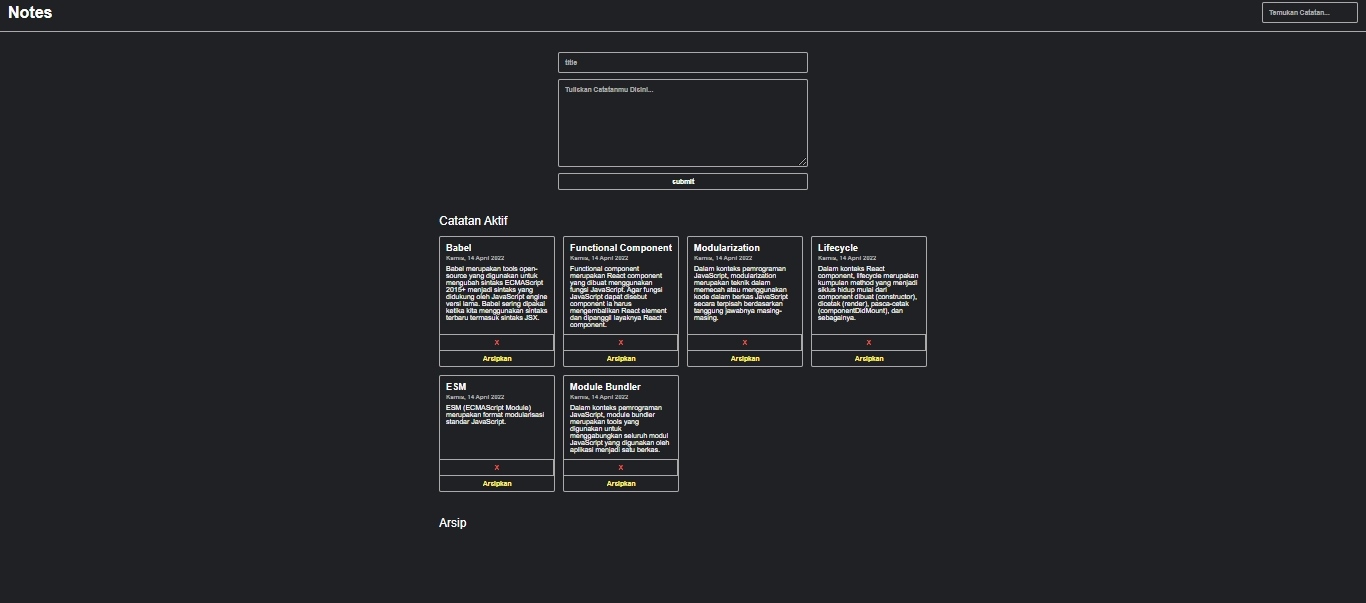 Notes
Temukan Catatan...
title
Tuliskan Catatanmu Disini...
submit
Catatan Aktif
Babel
Kamis, 14 April 2022
Babel merupakan tools open-
source yang digunakan untuk
mengubah sintaks ECMAScript
2015+ menjadi sintaks yang
didukung oleh JavaScript engine
versi lama. Babel sering dipakai
ketika kita menggunakan sintaks
terbaru termasuk sintaks JSX.
X
Arsipkan
Functional Component
Kamis, 14 April 2022
Functional component
merupakan React component
yang dibuat menggunakan
fungsi JavaScript. Agar fungsi
JavaScript dapat disebut
component ia harus
mengembalikan React element
dan dipanggil layaknya React
component.
X
Arsipkan
Modularization
Kamis, 14 April 2022
Dalam konteks pemrograman
JavaScript, modularization
merupakan teknik dalam
memecah atau menggunakan
kode dalam berkas JavaScript
secara terpisah berdasarkan
tanggung jawabnya masing-
masing.
X
Arsipkan
Lifecycle
Kamis, 14 April 2022
Dalam konteks React
component, lifecycle merupakan
kumpulan method yang menjadi
siklus hidup mulai dari
component dibuat (constructor),
dicetak (render), pasca-cetak
(componentDidMount), dan
sebagainya.
X
Arsipkan
ESM
Kamis, 14 April 2022
ESM (ECMAScript Module)
merupakan format modularisasi
standar JavaScript.
X
Arsipkan
Module Bundler
Kamis, 14 April 2022
Dalam konteks pemrograman
JavaScript, module bundler
merupakan tools yang
digunakan untuk
menggabungkan seluruh modul
JavaScript yang digunakan oleh
aplikasi menjadi satu berkas.
X
Arsipkan
Arsip